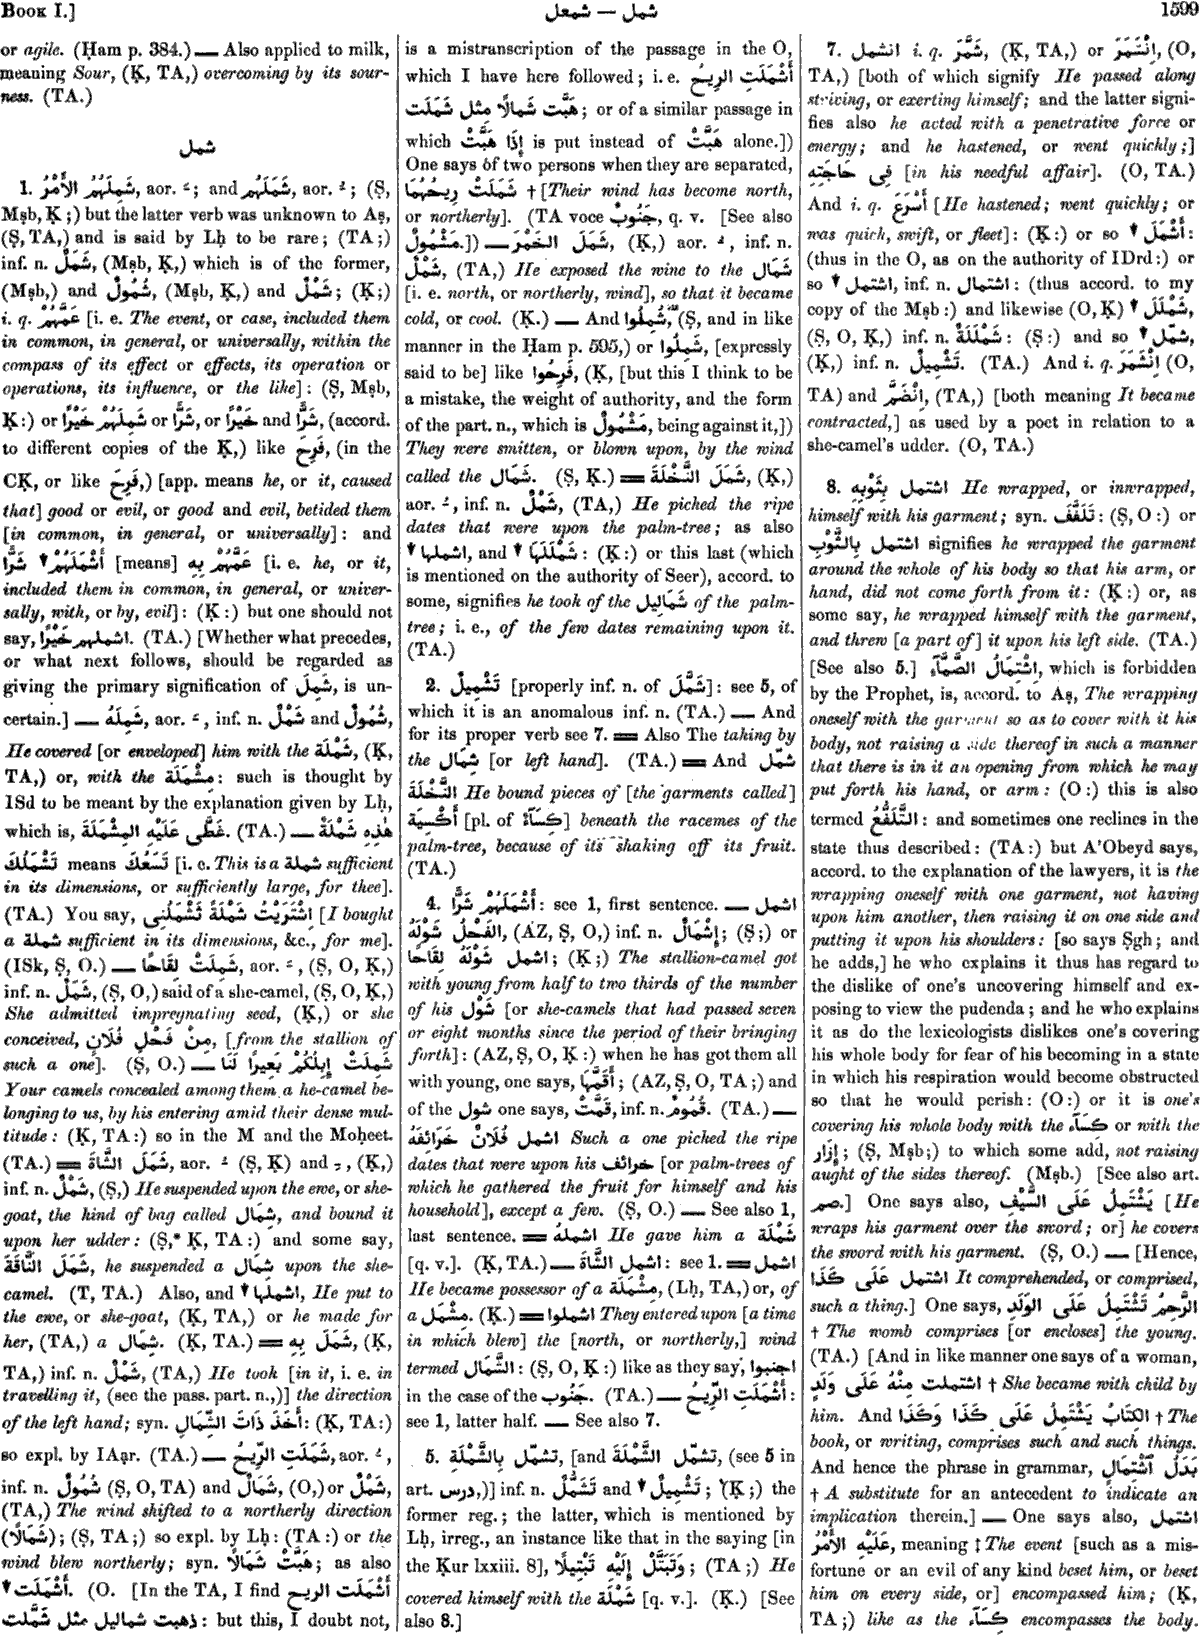 BOOK I.]
شمل — شمعل
1599
or agile. (Ḥam p. 384.) — Also applied to milk,
meaning Sour, (Ḳ, TA,) overcoming by its sour-
ness. (TA.)
شمل
1. شَمِلَهُمُ الأَمْرُ, aor. ـَ; and شَمَلَهُم, aor. ـُ; (Ṣ,
Mṣb, Ḳ;) but the latter verb was unknown to Aṣ,
(Ṣ, TA,) and is said by Lḥ to be rare; (TA;)
inf. n. شَمَلٌ, (Mṣb, Ḳ,) which is of the former,
(Mṣb,) and شُمُولٌ, (Mṣb, Ḳ,) and شَمْلٌ; (Ḳ;)
i. q. عَمَّهُمْ [i. e. The event, or case, included them
in common, in general, or universally, within the
compass of its effect or effects, its operation or
operations, its influence, or the like]: (Ṣ, Mṣb,
Ḳ:) or شَمِلَهُمْ خَيْرًا or شَرًّا, or خَيْرًا and شَرًّا, (accord.
to different copies of the Ḳ,) like فَرِحَ, (in the
CḲ, or like فَرِحَ,) [app. means he, or it, caused
that] good or evil, or good and evil, betided them
[in common, in general, or universally]: and
أَشْمَلَهُمْ شَرًّا [means] عَمَّهُمْ بِهِ [i. e. he, or it,
included them in common, in general, or univer-
sally, with, or by, evil]: (Ḳ:) but one should not
say, اشملهم خَيْرًا. (TA.) [Whether what precedes,
or what next follows, should be regarded as
giving the primary signification of شَمِلَ, is un-
certain.] — شَمِلَهُ, aor. ـَ, inf. n. شَمْلٌ and شُمُولٌ,
He covered [or enveloped] him with the شَمْلَة, (Ḳ,
TA,) or, with the مِشْمَلَة: such is thought by
ISd to be meant by the explanation given by Lḥ,
which is, غَطَّى عَلَيْهِ المِشْمَلَةَ. (TA.) — هٰذِهِ شَمْلَةٌ
تَشْمَلُكَ means تَسَعُكَ [i. e. This is a شملة sufficient
in its dimensions, or sufficiently large, for thee].
(TA.) You say, اِشْتَرَيْتُ شَمْلَةً تَشْمَلُنِى [I bought
a شملة sufficient in its dimensions, &c., for me].
(ISk, Ṣ, O.) — شَمِلَتْ لِقَاحًا, aor. ـَ, (Ṣ, O, Ḳ,)
inf. n. شَمَلٌ, (Ṣ, O,) said of a she-camel, (Ṣ, O, Ḳ,)
She admitted impregnating seed, (Ḳ,) or she
conceived, مِنْ فَحْلِ فُلَانٍ, [from the stallion of
such a one]. (Ṣ, O.) — شَمِلَتْ إِبِلُكُمْ بَعِيرًا لَنَا
Your camels concealed among them a he-camel be-
longing to us, by his entering amid their dense mul-
titude: (Ḳ, TA:) so in the M and the Moḥeet.
(TA.) = شَمَلَ الشَّاةَ, aor. ـُ (Ṣ, Ḳ) and ـِ, (Ḳ,)
inf. n. شَمْلٌ, (Ṣ,) He suspended upon the ewe, or she-
goat, the kind of bag called شِمَال, and bound it
upon her udder: (Ṣ,* Ḳ, TA:) and some say,
شَمَلَ النَّاقَةَ, he suspended a شِمَال upon the she-
camel. (T, TA.) Also, and اشملها, He put to
the ewe, or she-goat, (Ḳ, TA,) or he made for
her, (TA,) a شِمَال. (Ḳ, TA.) = شَمَلَ بِهِ, (Ḳ,
TA,) inf. n. شَمْلٌ, (TA,) He took [in it, i. e. in
travelling it, (see the pass. part. n.,)] the direction
of the left hand; syn. أَخَذَ ذَاتَ الشِّمَالِ: (Ḳ, TA:)
so expl. by IAạr. (TA.) — شَمَلَتِ الرِّيحُ, aor. ـُ,
inf. n. شُمُولٌ (Ṣ, O, TA) and شَمَالٌ, (O,) or شَمْلٌ,
(TA,) The wind shifted to a northerly direction
(شَمَالًا); (Ṣ, TA;) so expl. by Lḥ: (TA:) or the
wind blew northerly; syn. هَبَّتْ شَمَالًا; as also
أَشْمَلَت. (O. [In the TA, I find أَشْمَلَت الريح
ذهبت شماليل مثل شَمَّلت: but this, I doubt not,
is a mistranscription of the passage in the O,
which I have here followed; i. e. أَشْمَلَتِ الرِّيحُ
هَبَّت شَمَالًا مثل شَمَلَت; or of a similar passage in
which إِذَا هَبَّتْ is put instead of هَبَّتْ alone.])
One says of two persons when they are separated,
شَمَلَتْ رِيحُهُمَا † [Their wind has become north,
or northerly]. (TA voce جَنُوبٌ, q. v. [See also
مَشْمُولٌ.]) — شَمَلَ الخَمْرَ, (Ḳ,) aor. ـُ, inf. n.
شَمْلٌ, (TA,) He exposed the wine to the شَمَال
[i. e. north, or northerly, wind], so that it became
cold, or cool. (Ḳ.) — And شُمِلُوا, (Ṣ, and in like
manner in the Ḥam p. 595,) or شَمِلُوا, [expressly
said to be] like فَرِحُوا, (Ḳ, [but this I think to be
a mistake, the weight of authority, and the form
of the part. n., which is مَشْمُولٌ, being against it,])
They were smitten, or blown upon, by the wind
called the شَمَال. (Ṣ, Ḳ.) = شَمَلَ النَّخْلَةَ, (Ḳ,)
aor. ـُ, inf. n. شَمْلٌ, (TA,) He picked the ripe
dates that were upon the palm-tree; as also
اشملها, and شَمْلَلَهَا: (Ḳ:) or this last (which
is mentioned on the authority of Seer), accord. to
some, signifies he took of the شَمَالِيل of the palm-
tree; i. e., of the few dates remaining upon it.
(TA.)
2. تَشْمِيلٌ [properly inf. n. of شَمَّلَ]: see 5, of
which it is an anomalous inf. n. (TA.) — And
for its proper verb see 7. = Also The taking by
the شِمَال [or left hand]. (TA.) = And شمّل
النَّخْلَةَ He bound pieces of [the garments called]
أَكْسِيَة [pl. of كِسَآءٌ] beneath the racemes of the
palm-tree, because of its shaking off its fruit.
(TA.)
4. أَشْمَلَهُمْ شَرًّا: see 1, first sentence. — اشمل
الفَحْلُ شَوْلَهُ, (AZ, Ṣ, O,) inf. n. إِشْمَالٌ; (Ṣ;) or
اشمل شَوْلَهُ لِقَاحًا; (Ḳ;) The stallion-camel got
with young from half to two thirds of the number
of his شَوْل [or she-camels that had passed seven
or eight months since the period of their bringing
forth]: (AZ, Ṣ, O, Ḳ:) when he has got them all
with young, one says, أَقَمَّهَا; (AZ, Ṣ, O, TA;) and
of the شول one says, قَمَّتْ, inf. n. قُمُومٌ. (TA.) —
اشمل فُلَانٌ خَرَائِفَهُ Such a one picked the ripe
dates that were upon his خرائف [or palm-trees of
which he gathered the fruit for himself and his
household], except a few. (Ṣ, O.) — See also 1,
last sentence. = اشملهُ He gave him a شَمْلَة
[q. v.]. (Ḳ, TA.) — اشمل الشَّاةَ: see 1. = اشمل
He became possessor of a مِشْمَلَة, (Lḥ, TA,) or, of
a مِشْمَل. (Ḳ.) = اشملوا They entered upon [a time
in which blew] the [north, or northerly,] wind
termed الشَّمَال: (Ṣ, O, Ḳ:) like as they say, اجنبوا
in the case of the جَنُوب. (TA.) — أَشْمَلَتِ الرِّيحُ:
see 1, latter half. — See also 7.
5. تشمّل بِالشَّمْلَةِ, [and تشمّل الشَّمْلَةَ, (see 5 in
art. درس,)] inf. n. تَشَمُّلٌ and تَشْمِيلٌ; (Ḳ;) the
former reg.; the latter, which is mentioned by
Lḥ, irreg., an instance like that in the saying [in
the Ḳur lxxiii. 8], وَتَبَتَّلْ إِلَيْهِ تَبْتِيلًا; (TA;) He
covered himself with the شَمْلَة [q. v.]. (Ḳ.) [See
also 8.]
7. انشمل i. q. شَمَّرَ, (Ḳ, TA,) or اِنْشَمَرَ, (O,
TA,) [both of which signify He passed along
striving, or exerting himself; and the latter signi-
fies also he acted with a penetrative force or
energy; and he hastened, or went quickly;]
فِى حَاجَتِهِ [in his needful affair]. (O, TA.)
And i. q. أَسْرَعَ [He hastened; went quickly; or
was quick, swift, or fleet]: (Ḳ:) or so أَشْمَلَ:
(thus in the O, as on the authority of IDrd:) or
so اشتمل, inf. n. اشتمال: (thus accord. to my
copy of the Mṣb:) and likewise (O, Ḳ) شَمْلَلَ,
(Ṣ, O, Ḳ,) inf. n. شَمْلَلَةٌ: (Ṣ:) and so شمّل,
(Ḳ,) inf. n. تَشْمِيلٌ. (TA.) And i. q. اِنْشَمَرَ (O,
TA) and اِنْضَمَّ, (TA,) [both meaning It became
contracted,] as used by a poet in relation to a
she-camel's udder. (O, TA.)
8. اشتمل بِثَوْبِهِ He wrapped, or inwrapped,
himself with his garment; syn. تَلَفَّفَ: (Ṣ, O:) or
اشتمل بِالثَّوْبِ signifies he wrapped the garment
around the whole of his body so that his arm, or
hand, did not come forth from it: (Ḳ:) or, as
some say, he wrapped himself with the garment,
and threw [a part of] it upon his left side. (TA.)
[See also 5.] اِشْتِمَالُ الصَّمَّآءِ, which is forbidden
by the Prophet, is, accord. to Aṣ, The wrapping
oneself with the garment so as to cover with it his
body, not raising a side thereof in such a manner
that there is in it an opening from which he may
put forth his hand, or arm: (O:) this is also
termed التَّلَفُّعُ: and sometimes one reclines in the
state thus described: (TA:) but A'Obeyd says,
accord. to the explanation of the lawyers, it is the
wrapping oneself with one garment, not having
upon him another, then raising it on one side and
putting it upon his shoulders: [so says Ṣgh; and
he adds,] he who explains it thus has regard to
the dislike of one's uncovering himself and ex-
posing to view the pudenda; and he who explains
it as do the lexicologists dislikes one's covering
his whole body for fear of his becoming in a state
in which his respiration would become obstructed
so that he would perish: (O:) or it is one's
covering his whole body with the كِسَآء or with the
إِزَار; (Ṣ, Mṣb;) to which some add, not raising
aught of the sides thereof. (Mṣb.) [See also art.
صم.] One says also, يَشْتَمِلُ عَلَى السَّيْفِ [He
wraps his garment over the sword; or] he covers
the sword with his garment. (Ṣ, O.) — [Hence,
اشتمل عَلَى كَذَا It comprehended, or comprised,
such a thing.] One says, الرَّحِمُ تَشْتَمِلُ عَلَى الوَلَدِ
† The womb comprises [or encloses] the young.
(TA.) [And in like manner one says of a woman,
اشتملت مِنْهُ عَلَى وَلَدٍ † She became with child by
him. And الكِتَابُ يَشْتَمِلُ عَلَى كَذَا وَكَذَا † The
book, or writing, comprises such and such things.
And hence the phrase in grammar, بَدَلُ ٱشْتِمَالٍ
† A substitute for an antecedent to indicate an
implication therein.] — One says also, اشتمل
عَلَيْهِ الأَمْرُ, meaning ‡ The event [such as a mis-
fortune or an evil of any kind beset him, or beset
him on every side, or] encompassed him; (Ḳ,
TA;) like as the كِسَآء encompasses the body.